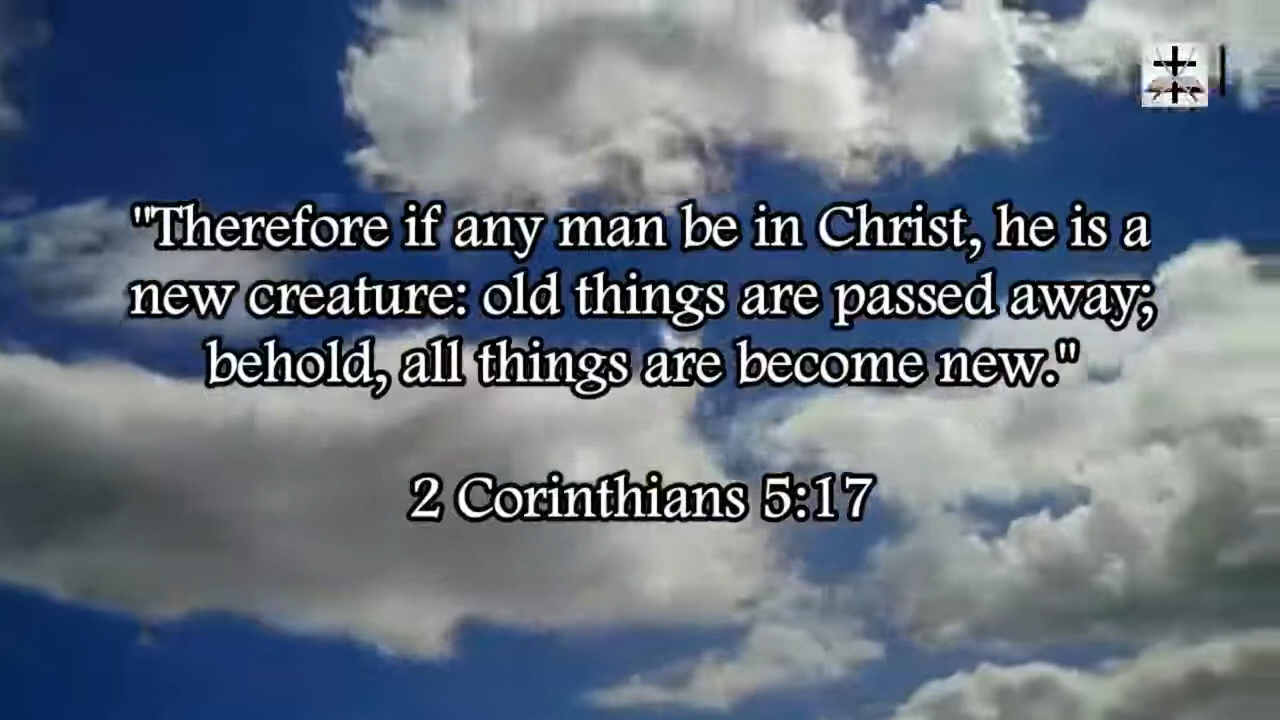 "Therefore if any man be in Christ, he is a
new creature: old things are passed away;
behold, all things are become new."
2 Corinthians 5:17